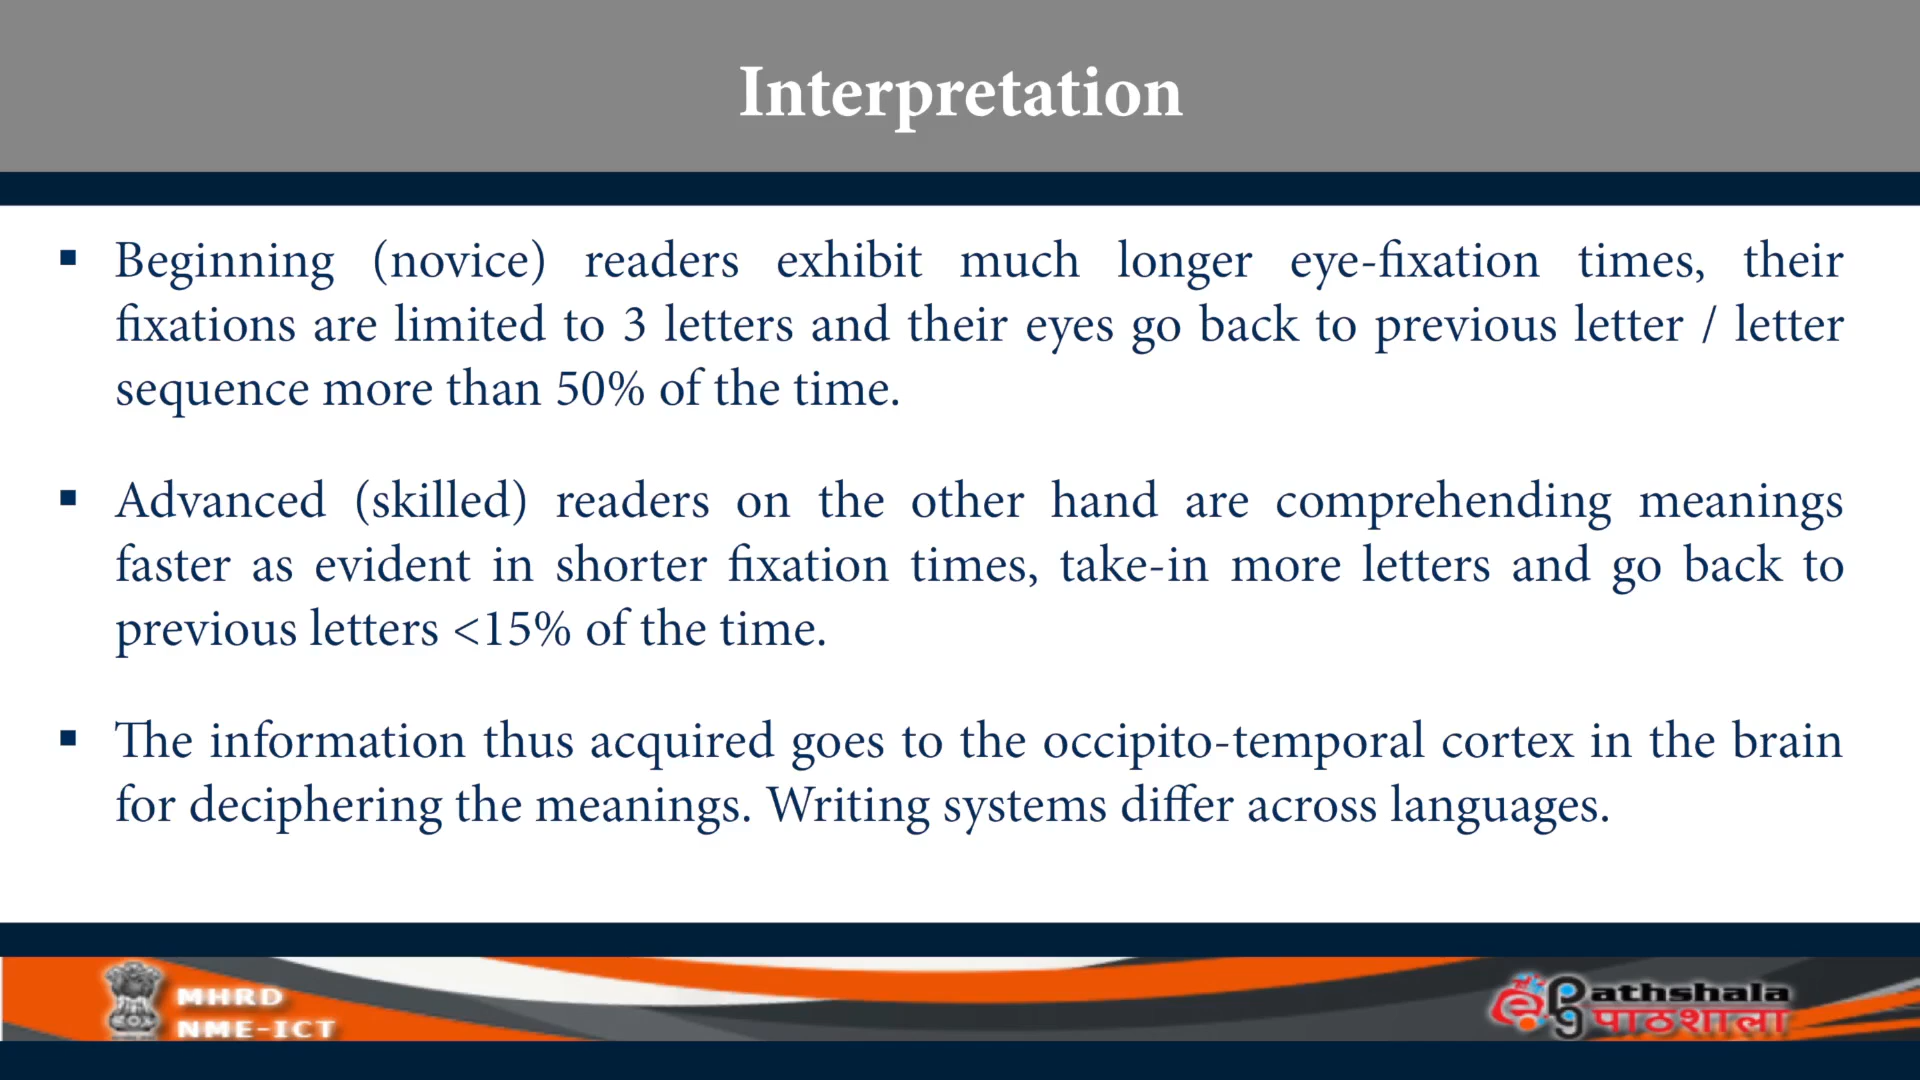 Interpretation
▪ Beginning (novice) readers exhibit much longer eye-fixation times, their
fixations are limited to 3 letters and their eyes go back to previous letter / letter
sequence more than 50% of the time.
▪ Advanced (skilled) readers on the other hand are comprehending meanings
faster as evident in shorter fixation times, take-in more letters and go back to
previous letters <15% of the time.
▪ The information thus acquired goes to the occipito-temporal cortex in the brain
for deciphering the meanings. Writing systems differ across languages.
MHRD
NME-ICT
e Pathshala
पाठशाला